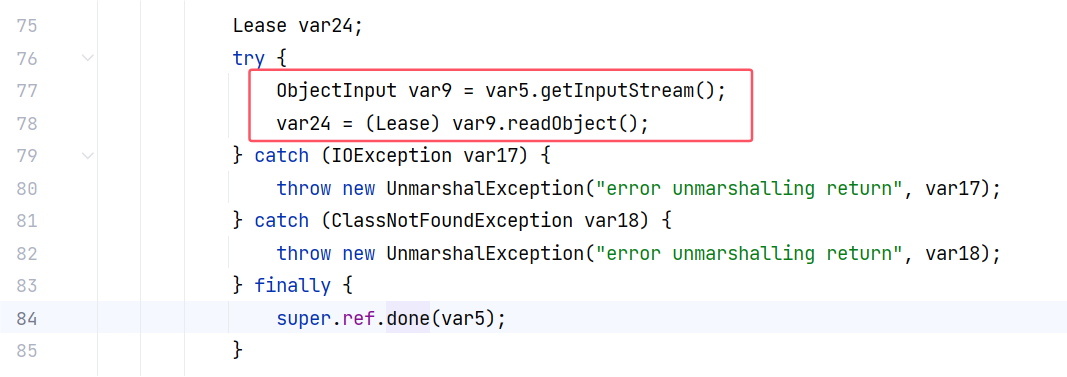 75 Lease var24;
76 try {
77 ObjectInput var9 = var5.getInputStream();
78 var24 = (Lease) var9.readObject();
79 } catch (IOException var17) {
80 throw new UnmarshalException("error unmarshalling return", var17);
81 } catch (ClassNotFoundException var18) {
82 throw new UnmarshalException("error unmarshalling return", var18);
83 } finally {
84 super.ref.done(var5);
85 }